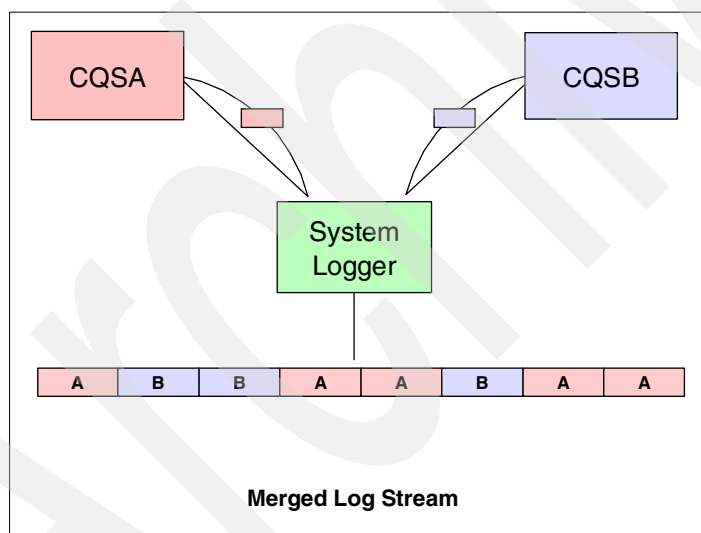 CQSA
CQSB
System
Logger
A B B A A B A A
Merged Log Stream